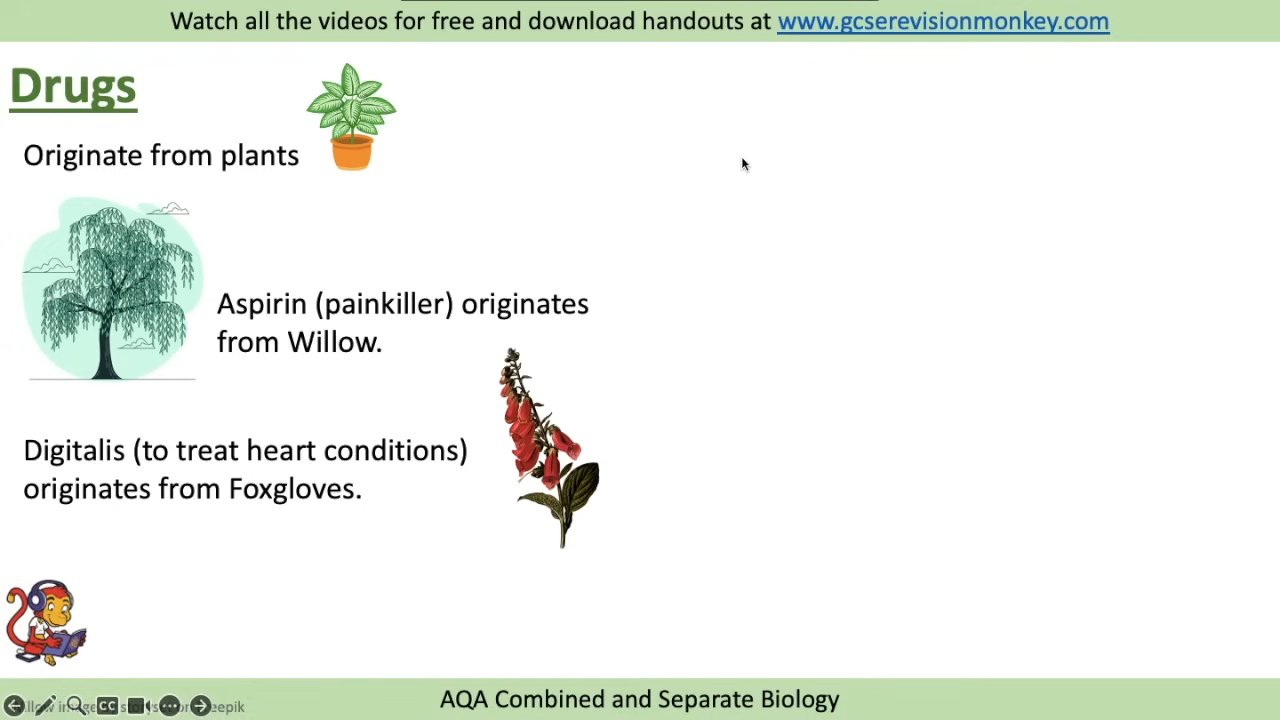 Watch all the videos for free and download handouts at www.gcserevisionmonkey.com
Drugs
Originate from plants
Aspirin (painkiller) originates
from Willow.
Digitalis (to treat heart conditions)
originates from Foxgloves.
CC
AQA Combined and Separate Biology